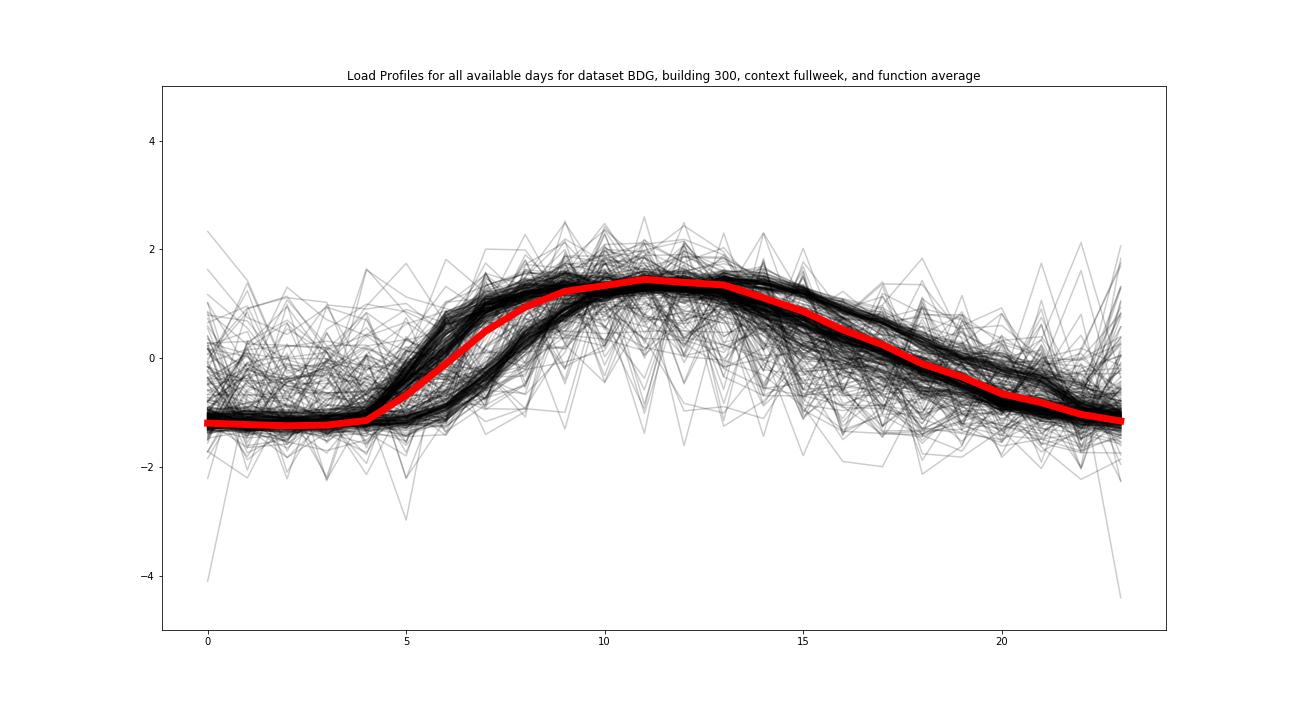 Load Profiles for all available days for dataset BDG, building 300, context fullweek, and function average
4
2
0
−2
−4
0 5 10 15 20